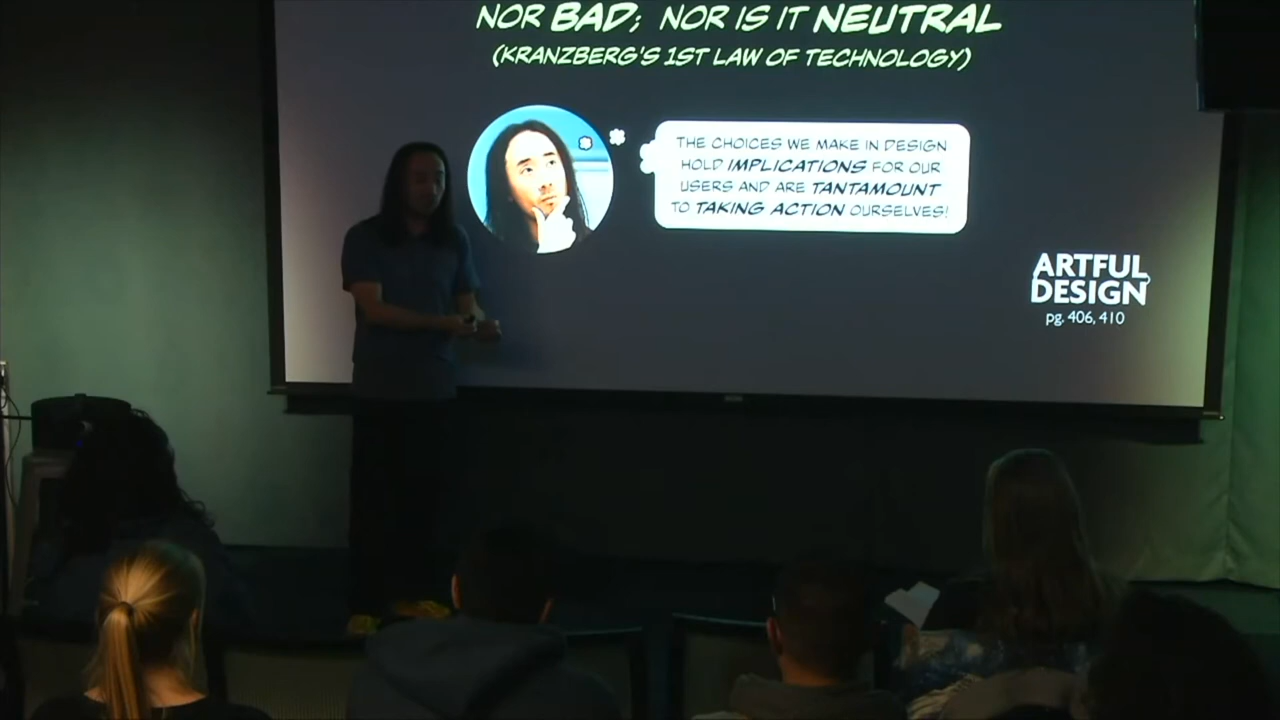 NOR BAD; NOR IS IT NEUTRAL
(KRANZBERG'S 1ST LAW OF TECHNOLOGY)
THE CHOICES WE MAKE IN DESIGN
HOLD IMPLICATIONS FOR OUR
USERS AND ARE TANTAMOUNT
TO TAKING ACTION OURSELVES!
ARTFUL
DESIGN
pg. 406, 410